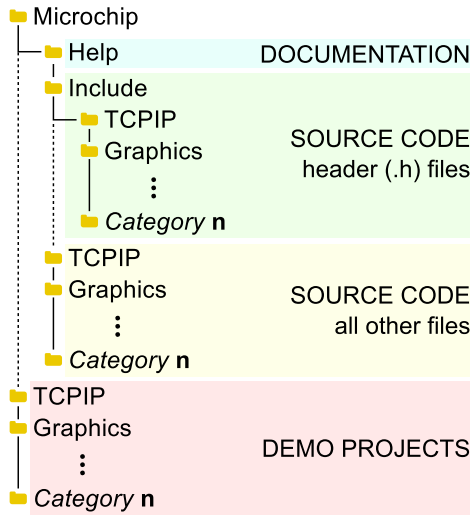 Microchip
Help DOCUMENTATION
Include
TCPIP
SOURCE CODE
Graphics
header (.h) files
Category n
TCPIP
Graphics SOURCE CODE
all other files
Category n
TCPIP
Graphics
DEMO PROJECTS
Category n